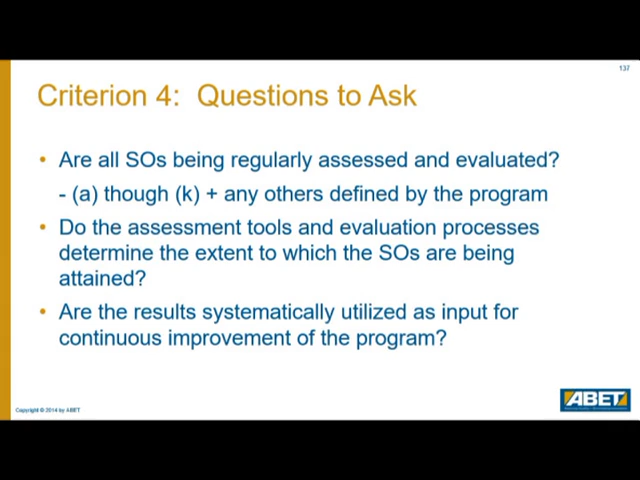 137
Criterion 4: Questions to Ask
• Are all SOs being regularly assessed and evaluated?
- (a) though (k) + any others defined by the program
• Do the assessment tools and evaluation processes
determine the extent to which the SOs are being
attained?
• Are the results systematically utilized as input for
continuous improvement of the program?
Copyright © 2014 by ABET
ABET